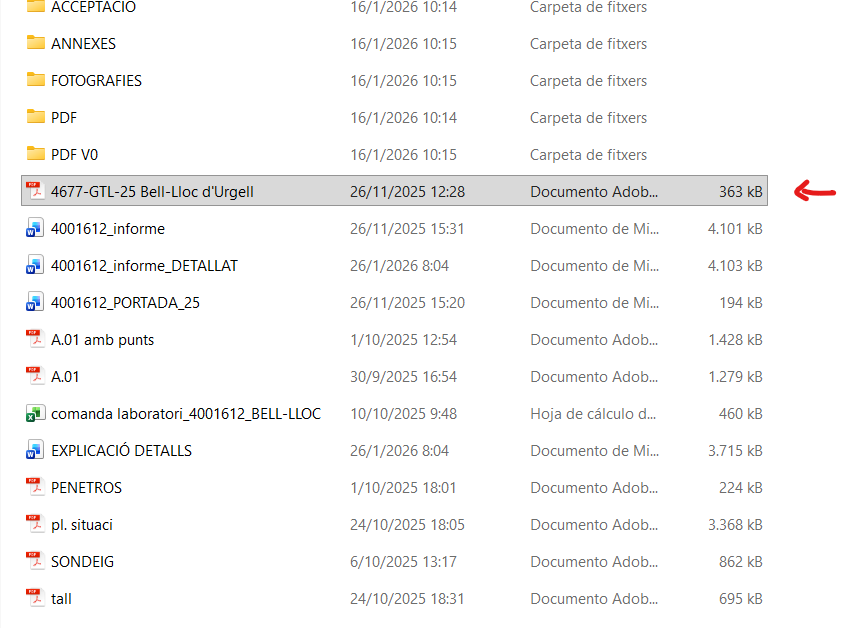 ACCEPTACIÓ 16/1/2026 10:14 Carpeta de fitxers
ANNEXES 16/1/2026 10:15 Carpeta de fitxers
FOTOGRAFIES 16/1/2026 10:15 Carpeta de fitxers
PDF 16/1/2026 10:14 Carpeta de fitxers
PDF V0 16/1/2026 10:15 Carpeta de fitxers
4677-GTL-25 Bell-Lloc d'Urgell 26/11/2025 12:28 Documento Adob... 363 kB
4001612_informe 26/11/2025 15:31 Documento de Mi... 4.101 kB
4001612_informe_DETALLAT 26/1/2026 8:04 Documento de Mi... 4.103 kB
4001612_PORTADA_25 26/11/2025 15:20 Documento de Mi... 194 kB
A.01 amb punts 1/10/2025 12:54 Documento Adob... 1.428 kB
A.01 30/9/2025 16:54 Documento Adob... 1.279 kB
comanda laboratori_4001612_BELL-LLOC 10/10/2025 9:48 Hoja de cálculo d... 460 kB
EXPLICACIÓ DETALLS 26/1/2026 8:04 Documento de Mi... 3.715 kB
PENETROS 1/10/2025 18:01 Documento Adob... 224 kB
pl. situaci 24/10/2025 18:05 Documento Adob... 3.368 kB
SONDEIG 6/10/2025 13:17 Documento Adob... 862 kB
tall 24/10/2025 18:31 Documento Adob... 695 kB